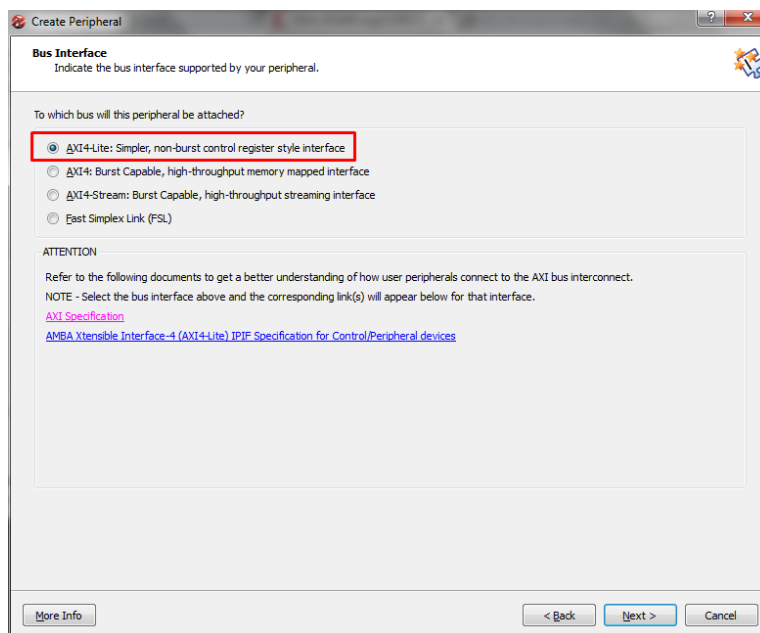 Create Peripheral
Bus Interface
Indicate the bus interface supported by your peripheral.
To which bus will this peripheral be attached?
AXI4-Lite: Simpler, non-burst control register style interface
AXI4: Burst Capable, high-throughput memory mapped interface
AXI4-Stream: Burst Capable, high-throughput streaming interface
Fast Simplex Link (FSL)
ATTENTION
Refer to the following documents to get a better understanding of how user peripherals connect to the AXI bus interconnect.
NOTE - Select the bus interface above and the corresponding link(s) will appear below for that interface.
AXI Specification
AMBA Xtensible Interface-4 (AXI4-Lite) IPIF Specification for Control/Peripheral devices
More Info
< Back
Next >
Cancel